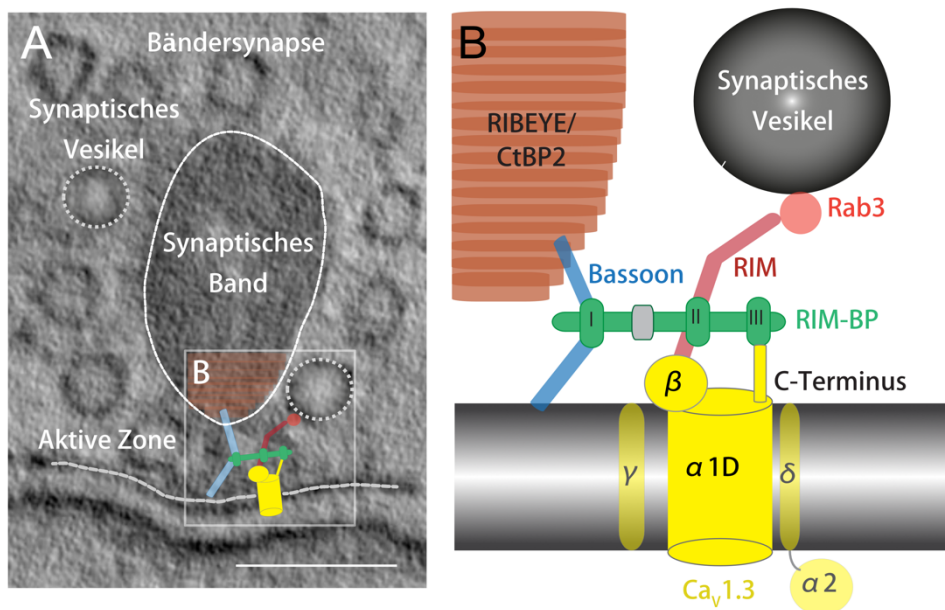 A
Bändersynapse
Synaptisches
Vesikel
Synaptisches
Band
B
Aktive Zone
B
RIBEYE/
CtBP2
Synaptisches
Vesikel
Rab3
Bassoon
RIM
I
II
III
RIM-BP
β
C-Terminus
γ
α1D
δ
Cav1.3
α2